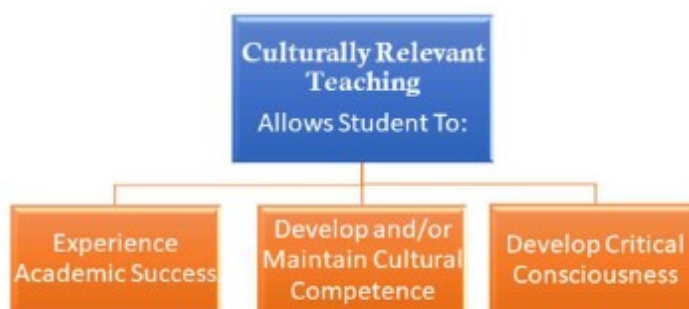 Culturally Relevant
Teaching
Allows Student To:
Experience
Academic Success
Develop and/or
Maintain Cultural
Competence
Develop Critical
Consciousness